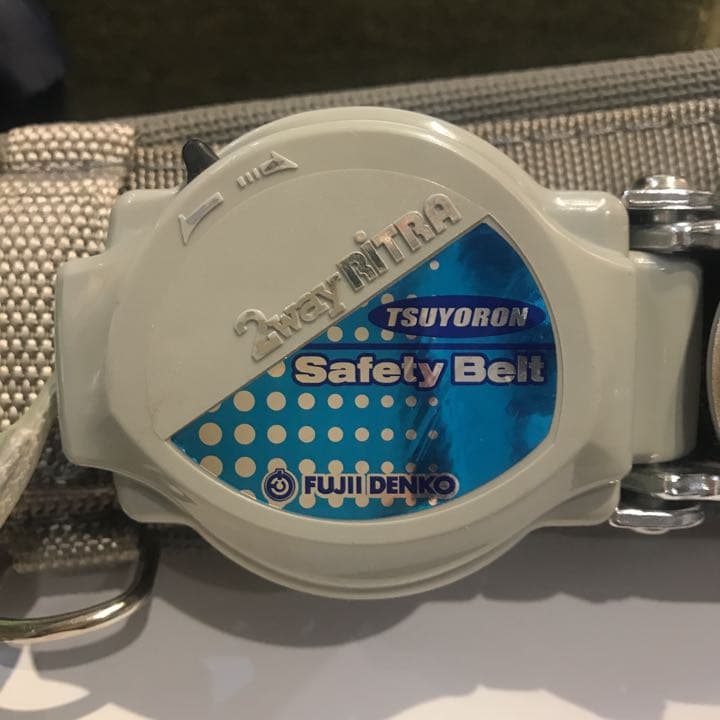 2way RiTRA
TSUYORON
Safety Belt
FUJII DENKO